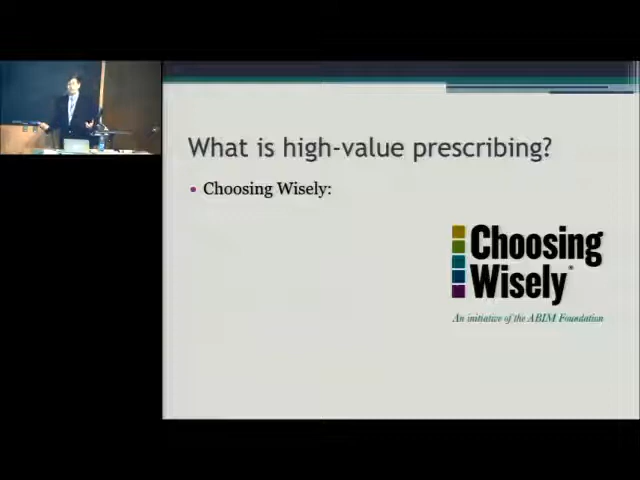 What is high-value prescribing?
Choosing Wisely:
Choosing
Wisely®
An initiative of the ABIM Foundation